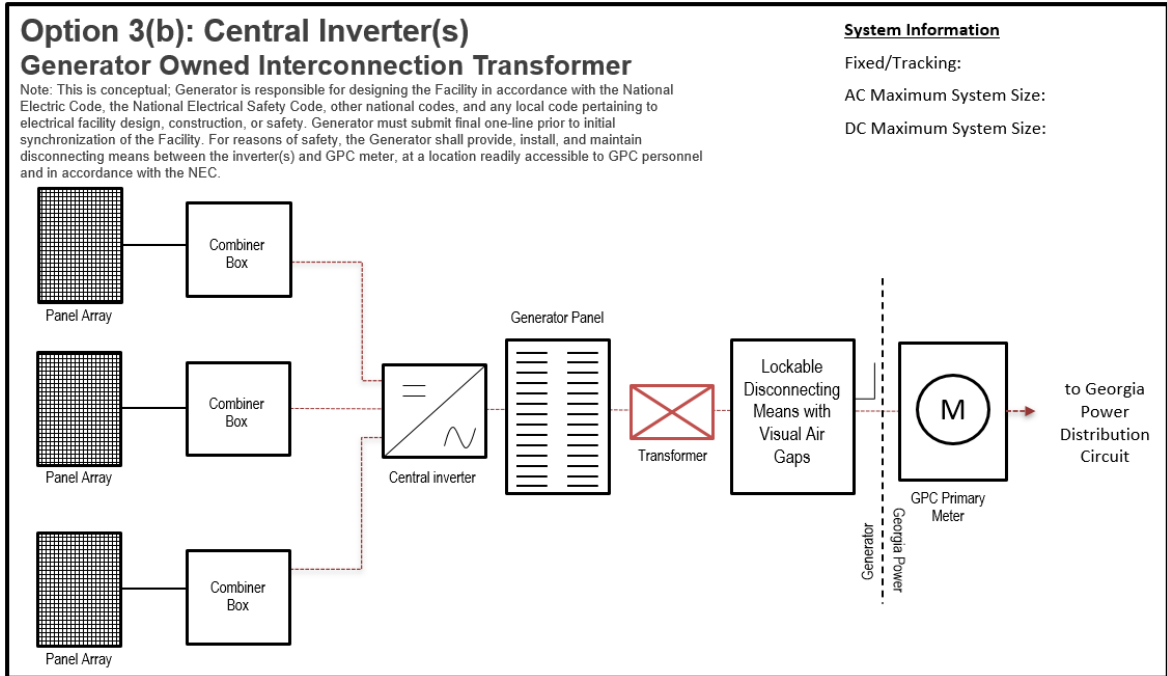 Option 3(b): Central Inverter(s)
Generator Owned Interconnection Transformer
Note: This is conceptual; Generator is responsible for designing the Facility in accordance with the National
Electric Code, the National Electrical Safety Code, other national codes, and any local code pertaining to
electrical facility design, construction, or safety. Generator must submit final one-line prior to initial
synchronization of the Facility. For reasons of safety, the Generator shall provide, install, and maintain
disconnecting means between the inverter(s) and GPC meter, at a location readily accessible to GPC personnel
and in accordance with the NEC.
System Information
Fixed/Tracking:
AC Maximum System Size:
DC Maximum System Size:
Combiner
Box
Panel Array
Combiner
Box
Panel Array
Combiner
Box
Panel Array
Central inverter
Generator Panel
Transformer
Lockable
Disconnecting
Means with
Visual Air
Gaps
Generator
Georgia Power
M
GPC Primary
Meter
to Georgia
Power
Distribution
Circuit